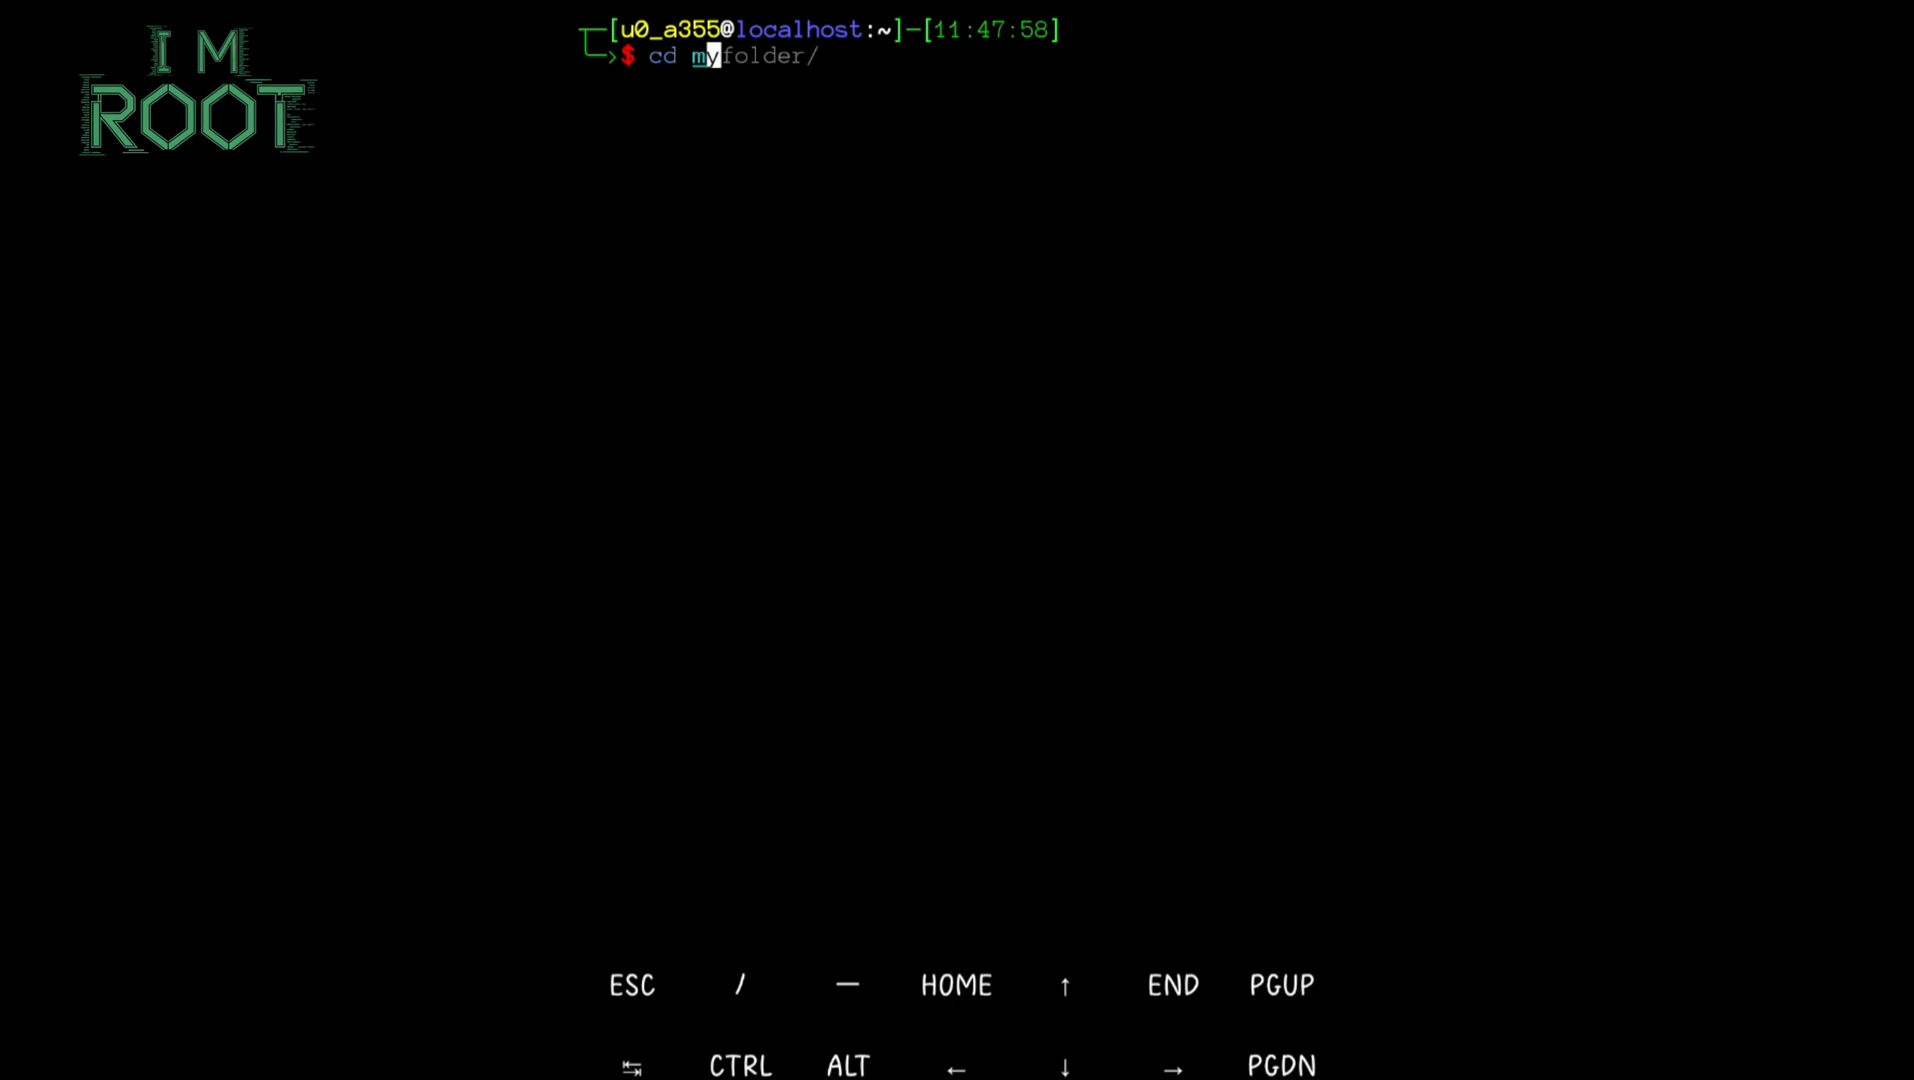 I M
ROOT
[u0_a355@localhost:~]-[11:47:58]
$ cd myfolder/
ESC / — HOME ↑ END PGUP
↹ CTRL ALT ← ↓ → PGDN